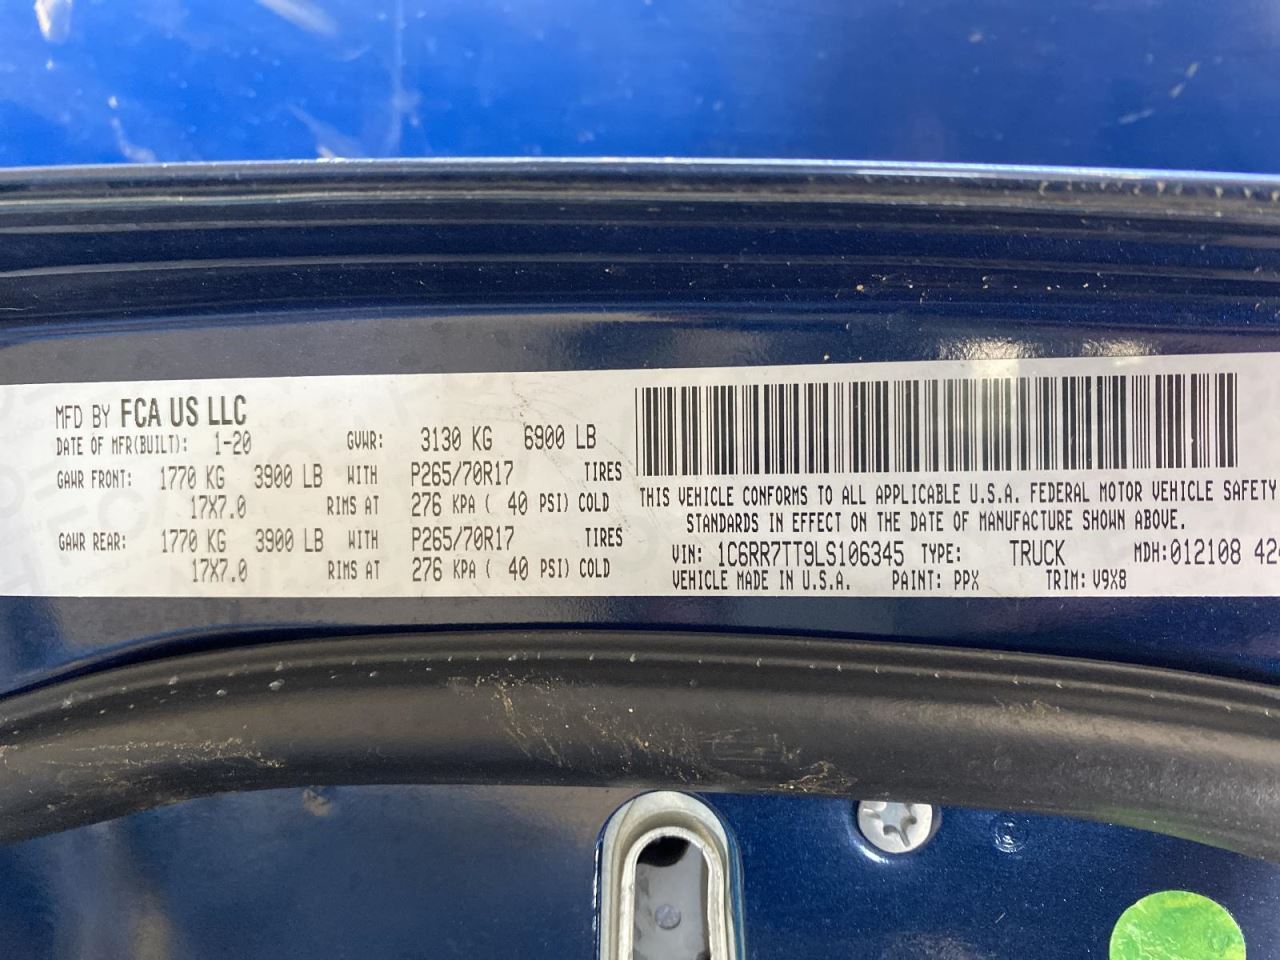 MFD BY FCA US LLC
DATE OF MFR(BUILT): 1-20 GVWR: 3130 KG 6900 LB
GAWR FRONT: 1770 KG 3900 LB WITH P265/70R17 TIRES
17X7.0 RIMS AT 276 KPA ( 40 PSI) COLD
GAWR REAR: 1770 KG 3900 LB WITH P265/70R17 TIRES
17X7.0 RIMS AT 276 KPA ( 40 PSI) COLD
THIS VEHICLE CONFORMS TO ALL APPLICABLE U.S.A. FEDERAL MOTOR VEHICLE SAFETY
STANDARDS IN EFFECT ON THE DATE OF MANUFACTURE SHOWN ABOVE.
VIN: 1C6RR7TT9LS106345 TYPE: TRUCK MDH:012108
VEHICLE MADE IN U.S.A. PAINT: PPX TRIM: V9X8